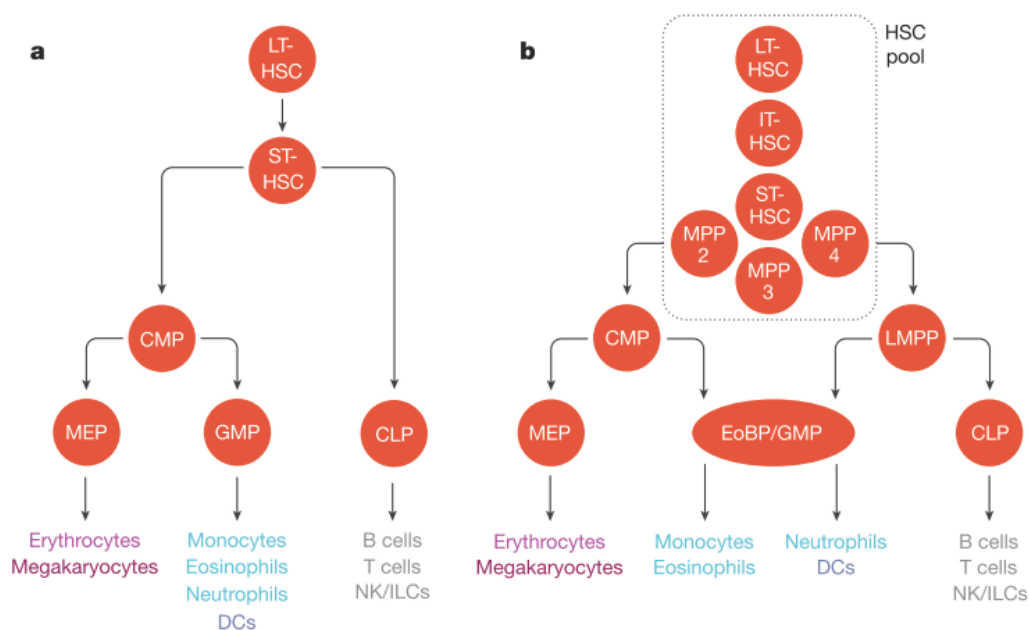 a
LT-
HSC
ST-
HSC
CMP
MEP
GMP
CLP
Erythrocytes
Megakaryocytes
Monocytes
Eosinophils
Neutrophils
DCs
B cells
T cells
NK/ILCs
b
HSC
pool
LT-
HSC
IT-
HSC
ST-
HSC
MPP
2
MPP
3
MPP
4
CMP
LMPP
MEP
EoBP/GMP
CLP
Erythrocytes
Megakaryocytes
Monocytes
Eosinophils
Neutrophils
DCs
B cells
T cells
NK/ILCs